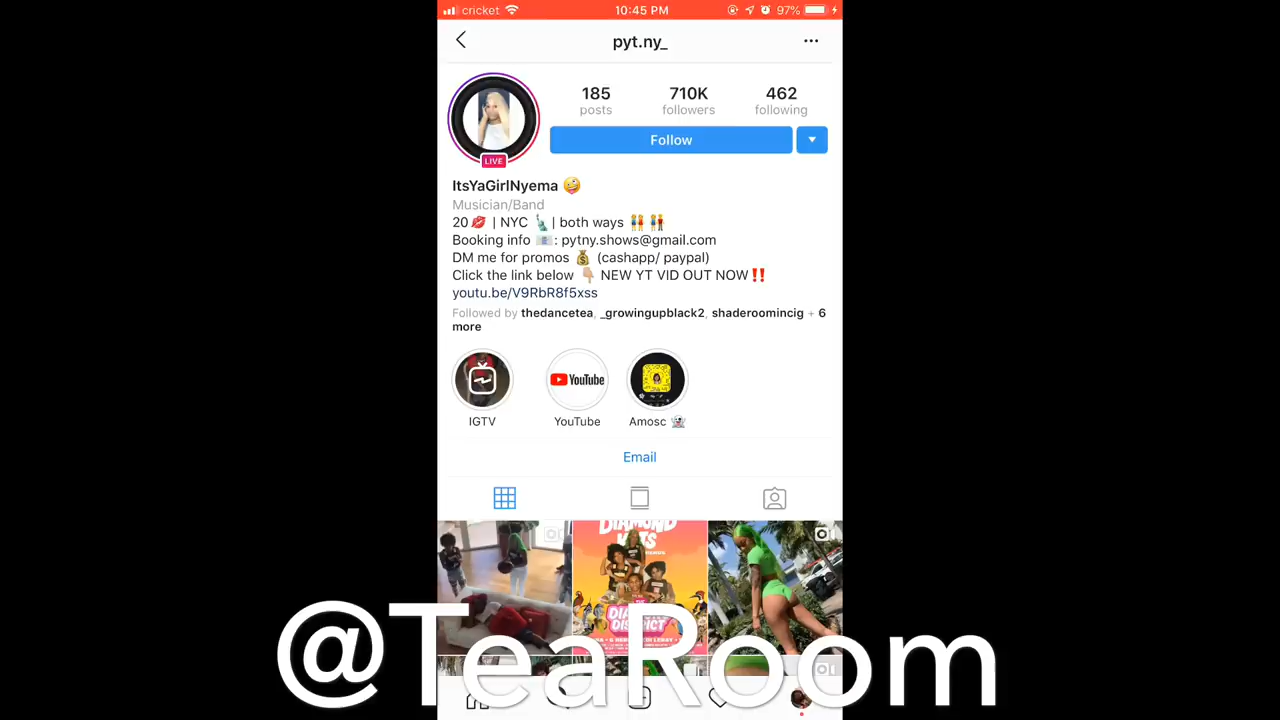 cricket 10:45 PM 97%
pyt.ny_
185 710K 462
posts followers following
Follow
LIVE
ItsYaGirlNyema 🤪
Musician/Band
20💋 | NYC 🗽 | both ways 👭👫
Booking info 📧: pytny.shows@gmail.com
DM me for promos 💰 (cashapp/ paypal)
Click the link below 👇🏼 NEW YT VID OUT NOW‼️
youtu.be/V9RbR8f5xss
Followed by thedancetea, _growingupblack2, shaderoomincig + 6
more
YouTube
IGTV YouTube Amosc 👻
Email
DIAMOND
@TeaRoom